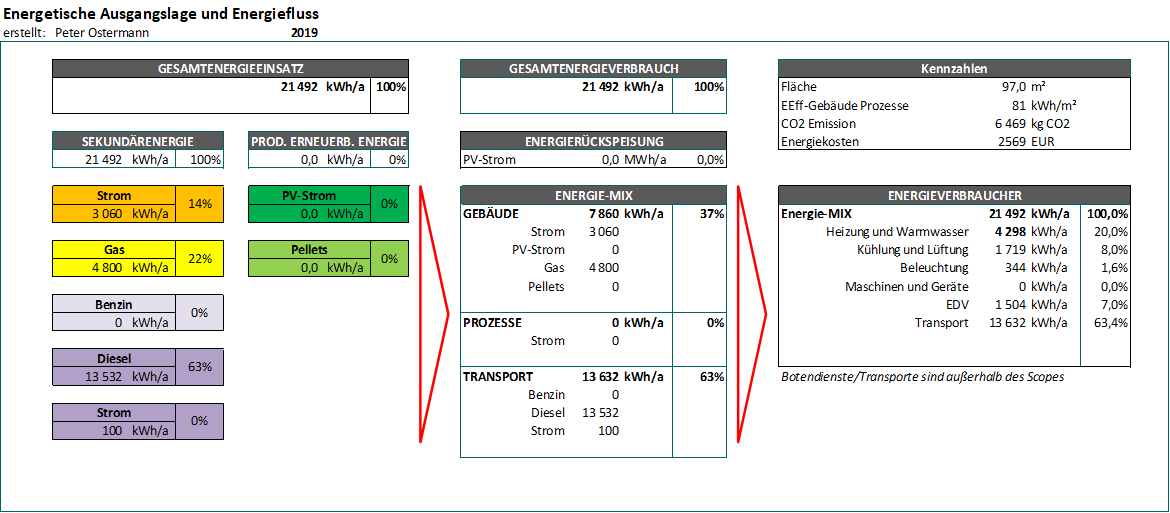 Energetische Ausgangslage und Energiefluss
erstellt: Peter Ostermann 2019
GESAMTENERGIEEINSATZ
21 492 kWh/a 100%
SEKUNDÄRENERGIE
21 492 kWh/a 100%
PROD. ERNEUERB. ENERGIE
0,0 kWh/a 0%
Strom 14%
3 060 kWh/a
PV-Strom 0%
0,0 kWh/a
Gas 22%
4 800 kWh/a
Pellets 0%
0,0 kWh/a
Benzin 0%
0 kWh/a
Diesel 63%
13 532 kWh/a
Strom 0%
100 kWh/a
GESAMTENERGIEVERBRAUCH
21 492 kWh/a 100%
ENERGIERÜCKSPEISUNG
PV-Strom 0,0 MWh/a 0,0%
ENERGIE-MIX
GEBÄUDE 7 860 kWh/a 37%
Strom 3 060
PV-Strom 0
Gas 4 800
Pellets 0
PROZESSE 0 kWh/a 0%
Strom 0
TRANSPORT 13 632 kWh/a 63%
Benzin 0
Diesel 13 532
Strom 100
Kennzahlen
Fläche 97,0 m²
EEff-Gebäude Prozesse 81 kWh/m²
CO2 Emission 6 469 kg CO2
Energiekosten 2569 EUR
ENERGIEVERBRAUCHER
Energie-MIX 21 492 kWh/a 100,0%
Heizung und Warmwasser 4 298 kWh/a 20,0%
Kühlung und Lüftung 1 719 kWh/a 8,0%
Beleuchtung 344 kWh/a 1,6%
Maschinen und Geräte 0 kWh/a 0,0%
EDV 1 504 kWh/a 7,0%
Transport 13 632 kWh/a 63,4%
Botendienste/Transporte sind außerhalb des Scopes